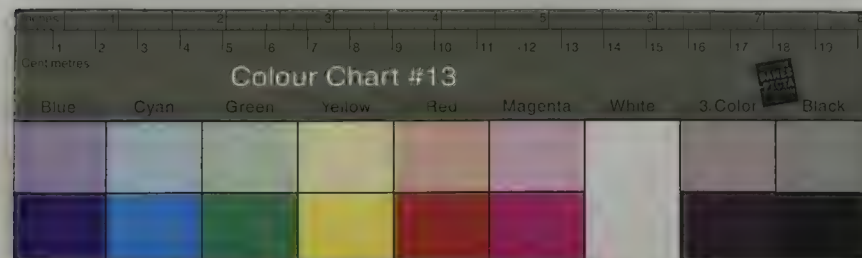 Inches 1 2 3 4 5 6 7 8
Centimetres 1 2 3 4 5 6 7 8 9 10 11 12 13 14 15 16 17 18 19
Colour Chart #13
Blue Cyan Green Yellow Red Magenta White 3.Color Black